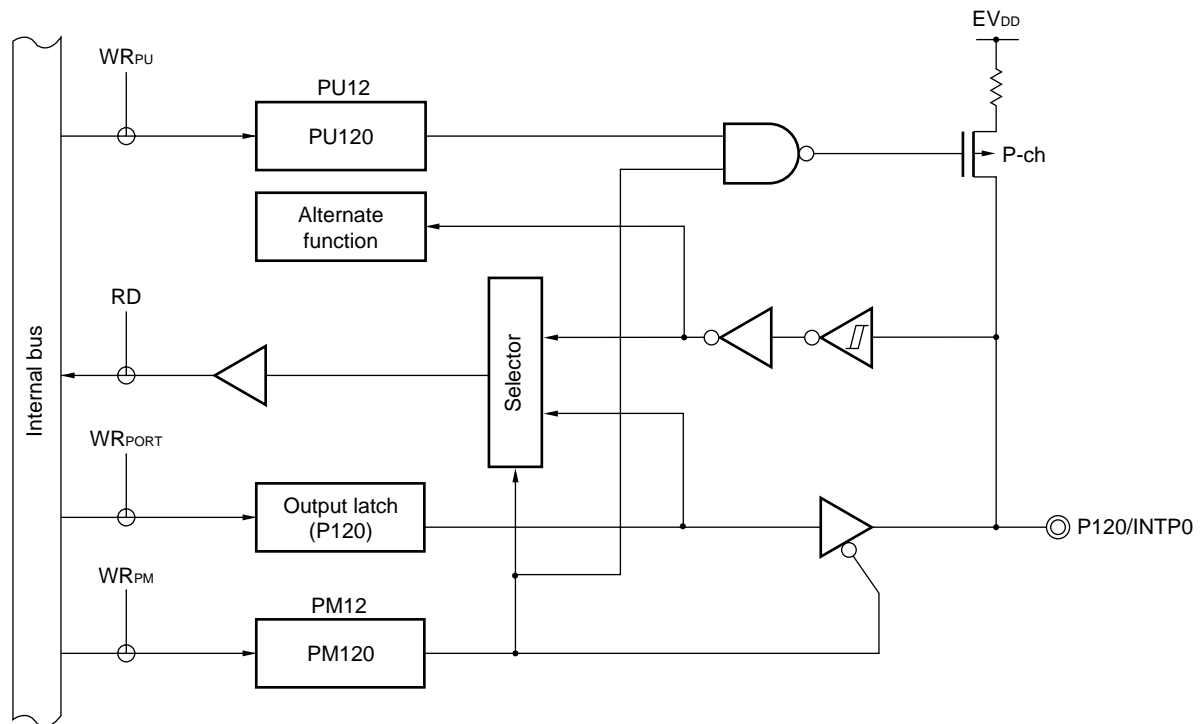 EVDD
WRPU
PU12
PU120
P-ch
Alternate
function
RD
Internal bus
Selector
WRPORT
Output latch
(P120)
P120/INTP0
WRPM
PM12
PM120